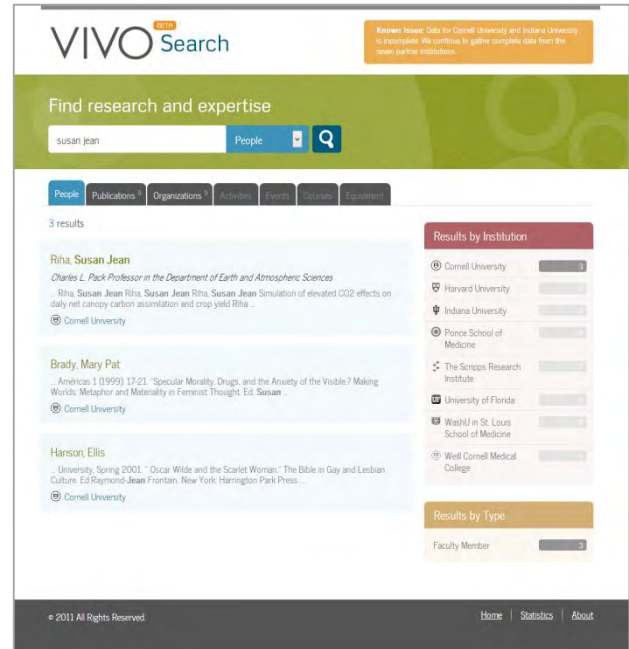 VIVO BETA Search
Known Issue: Data for Cornell University and Indiana University
is incomplete. We continue to gather complete data from the
seven partner institutions.
Find research and expertise
susan jean People
People Publications Organizations Activities Events Courses Equipment
3 results
Riha, Susan Jean
Charles L. Pack Professor in the Department of Earth and Atmospheric Sciences
... Riha, Susan Jean Riha, Susan Jean Riha, Susan Jean Simulation of elevated CO2 effects on
daily net canopy carbon assimilation and crop yield Riha ...
Cornell University
Brady, Mary Pat
... Américas 1 (1999): 17-21. "Specular Morality, Drugs, and the Anxiety of the Visible.? Making
Worlds: Metaphor and Materiality in Feminist Thought. Ed. Susan ...
Cornell University
Hanson, Ellis
... University, Spring 2001. " Oscar Wilde and the Scarlet Woman." The Bible in Gay and Lesbian
Culture. Ed Raymond-Jean Frontain. New York: Harrington Park Press ...
Cornell University
Results by Institution
Cornell University 3
Harvard University
Indiana University
Ponce School of
Medicine
The Scripps Research
Institute
University of Florida
WashU in St. Louis
School of Medicine
Weill Cornell Medical
College
Results by Type
Faculty Member 3
© 2011 All Rights Reserved.
Home | Statistics | About